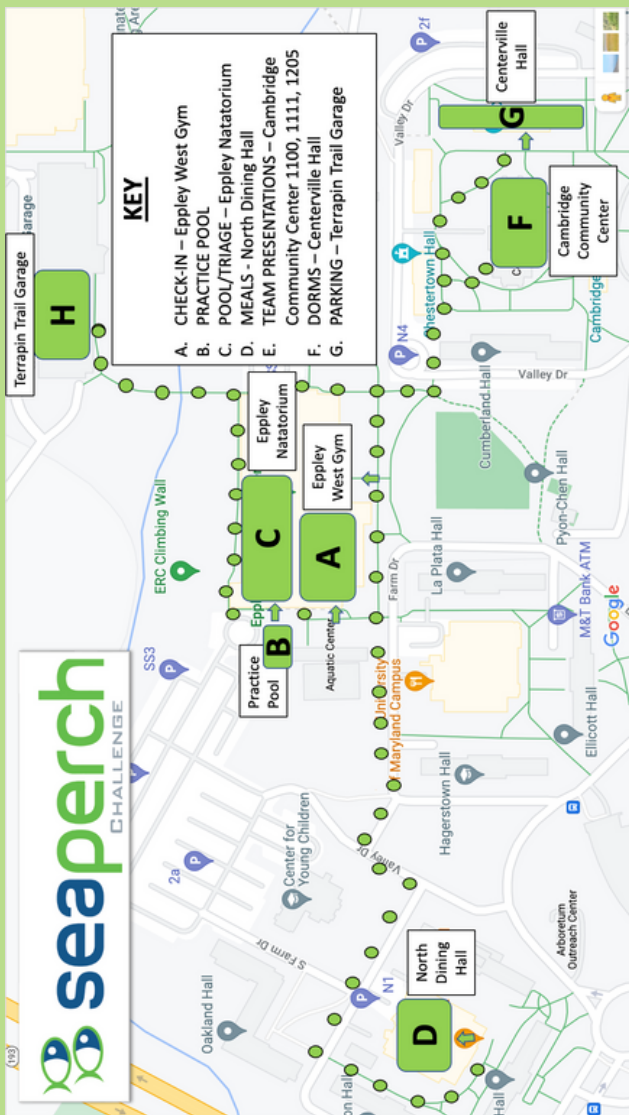 seaperch
CHALLENGE
193
Terrapin Trail Garage
H
KEY
A. CHECK-IN – Eppley West Gym
B. PRACTICE POOL
C. POOL/TRIAGE – Eppley Natatorium
D. MEALS - North Dining Hall
E. TEAM PRESENTATIONS – Cambridge
Community Center 1100, 1111, 1205
F. DORMS – Centerville Hall
G. PARKING – Terrapin Trail Garage
P SS3
ERC Climbing Wall
P
P 2a
Oakland Hall
S Farm Dr
Center for
Young Children
Practice
Pool
B
C
Eppley
Natatorium
A
Eppley
West Gym
Aquatic Center
P N1
D
North
Dining
Hall
Hall
Valley Dr
Hagerstown Hall
University
Maryland Campus
Farm Dr
La Plata Hall
Ellicott Hall
M&T Bank ATM
Pyon-Chen Hall
Cumberland Hall
Valley Dr
P N4
Chestertown Hall
Valley Dr
P 2f
F
Cambridge
Community
Center
Cambridge
G
Centerville
Hall
Arboretum
Outreach Center
Google